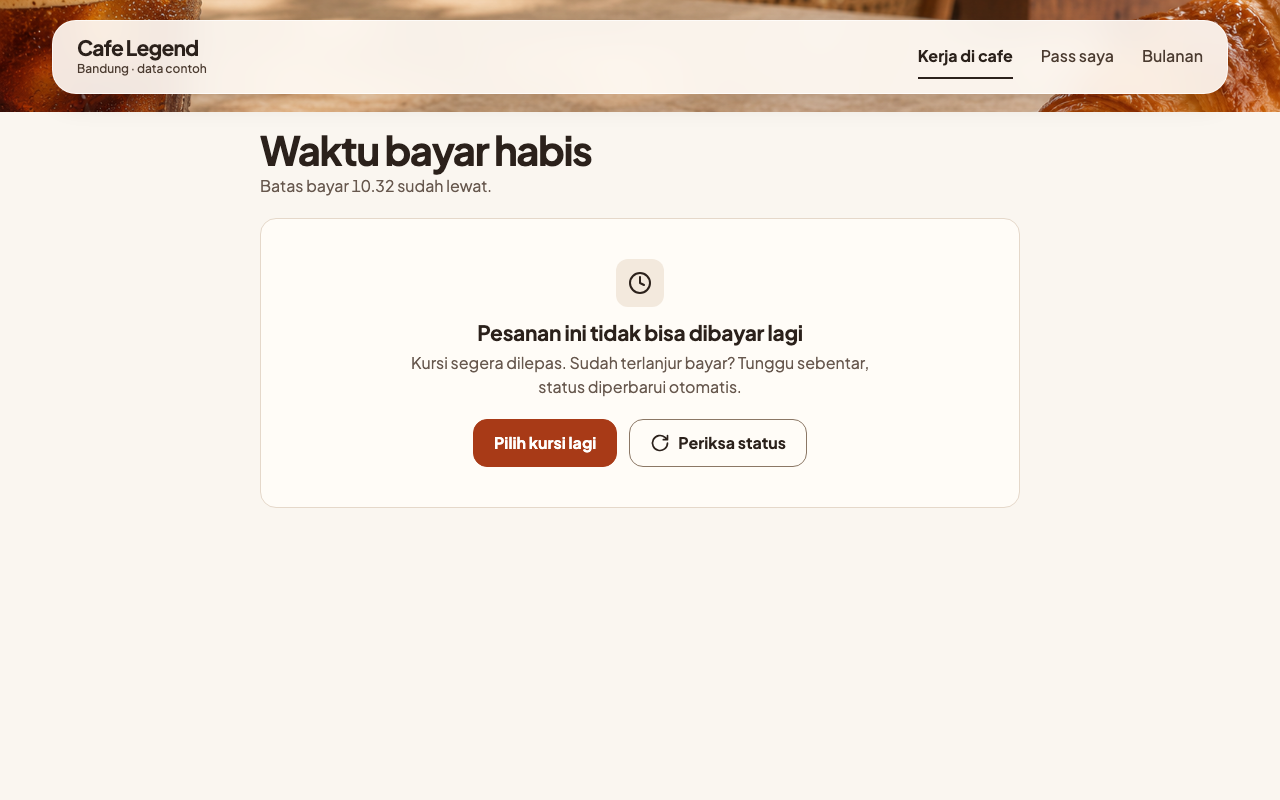 Cafe Legend
Bandung · data contoh
Kerja di cafe
Pass saya
Bulanan
Waktu bayar habis
Batas bayar 10.32 sudah lewat.
Pesanan ini tidak bisa dibayar lagi
Kursi segera dilepas. Sudah terlanjur bayar? Tunggu sebentar,
status diperbarui otomatis.
Pilih kursi lagi
Periksa status